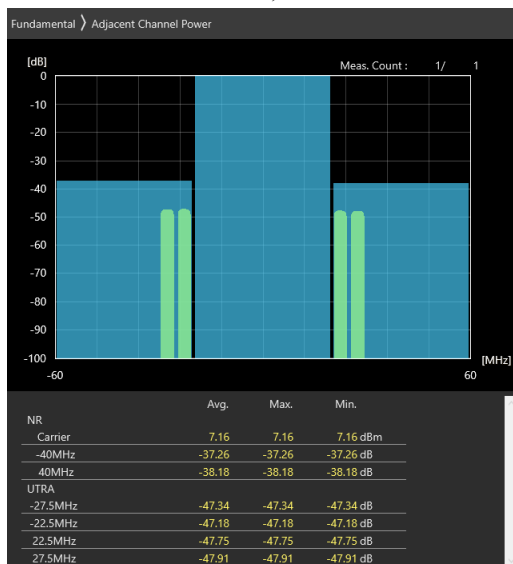 Fundamental 〉 Adjacent Channel Power
[dB]
Meas. Count : 1/ 1
0
-10
-20
-30
-40
-50
-60
-70
-80
-90
-100
[MHz]
-60 60
Avg. Max. Min.
NR
Carrier 7.16 7.16 7.16 dBm
-40MHz -37.26 -37.26 -37.26 dB
40MHz -38.18 -38.18 -38.18 dB
UTRA
-27.5MHz -47.34 -47.34 -47.34 dB
-22.5MHz -47.18 -47.18 -47.18 dB
22.5MHz -47.75 -47.75 -47.75 dB
27.5MHz -47.91 -47.91 -47.91 dB